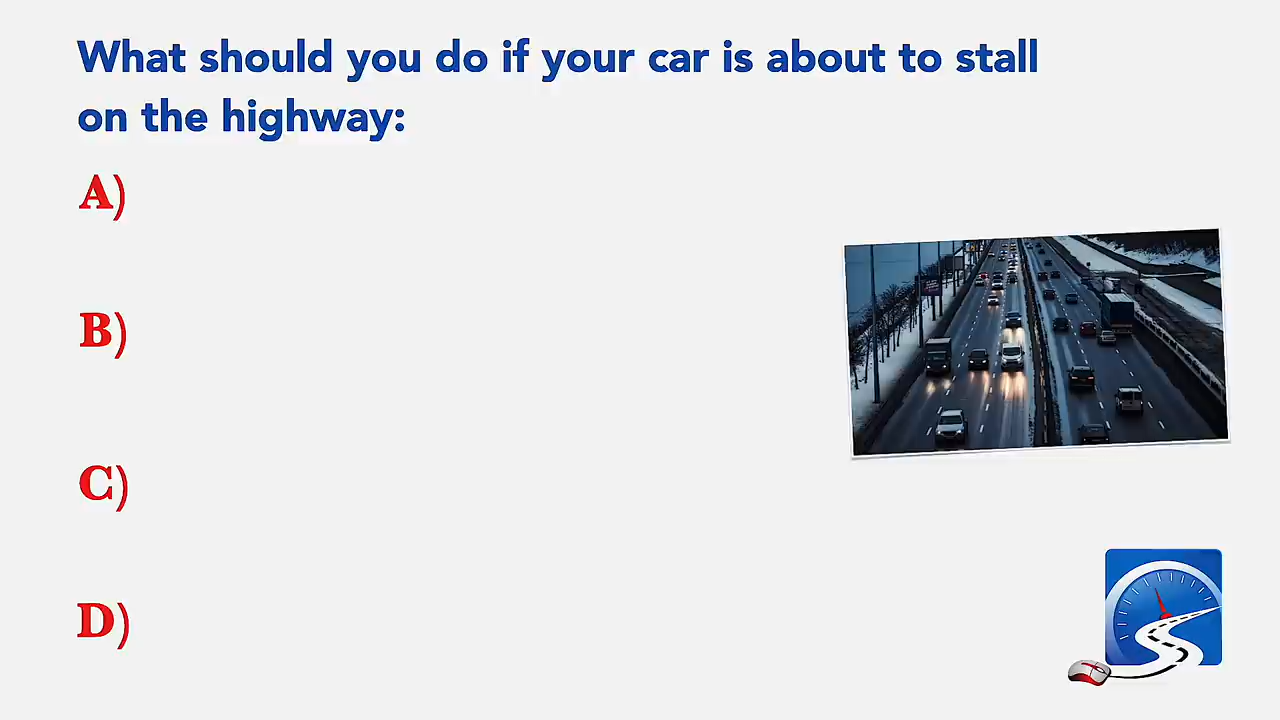 What should you do if your car is about to stall
on the highway:
A)
B)
C)
D)